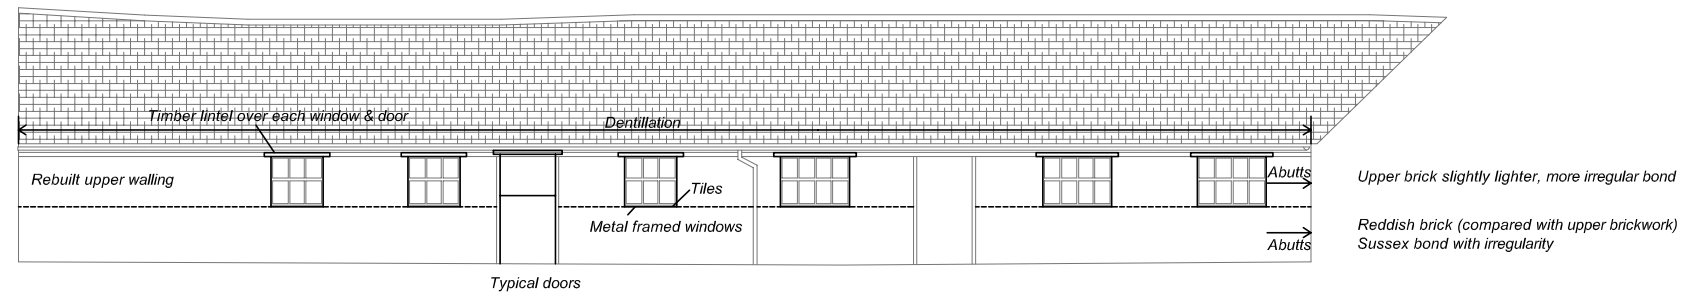 Timber lintel over each window & door
Dentillation
Rebuilt upper walling
Tiles
Abutts
Upper brick slightly lighter, more irregular bond
Metal framed windows
Abutts
Reddish brick (compared with upper brickwork)
Sussex bond with irregularity
Typical doors